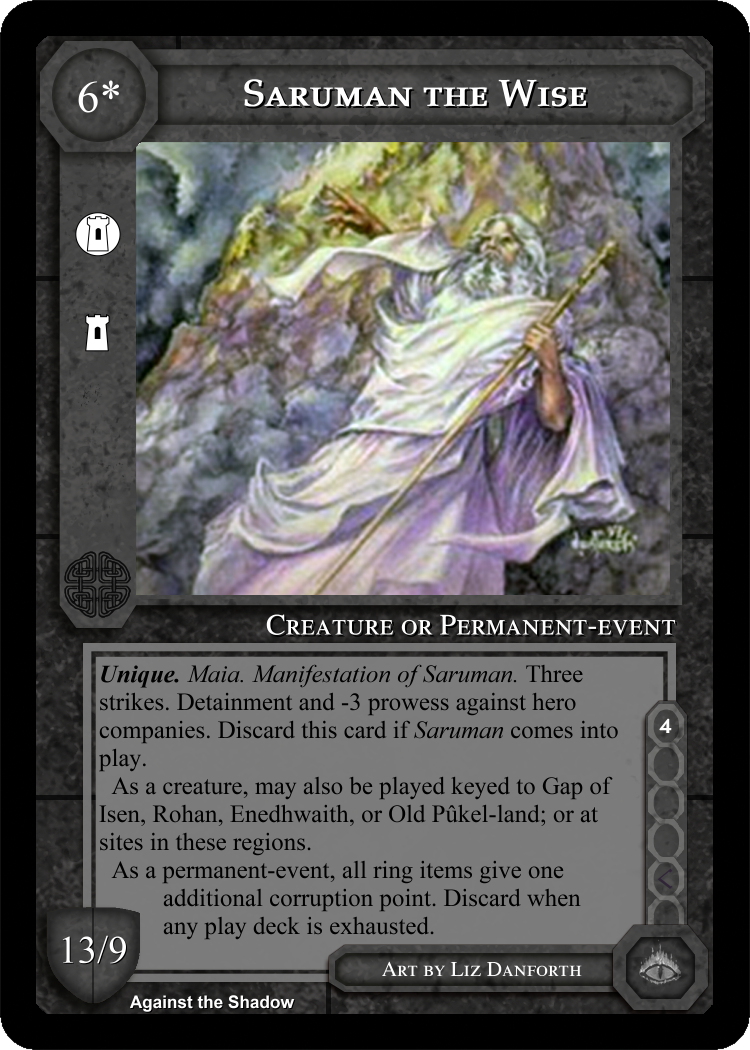 6*
Saruman the Wise
Creature or Permanent-event
Unique. Maia. Manifestation of Saruman. Three
strikes. Detainment and -3 prowess against hero
companies. Discard this card if Saruman comes into
play.
As a creature, may also be played keyed to Gap of
Isen, Rohan, Enedhwaith, or Old Pûkel-land; or at
sites in these regions.
As a permanent-event, all ring items give one
additional corruption point. Discard when
any play deck is exhausted.
4
13/9
Art by Liz Danforth
Against the Shadow